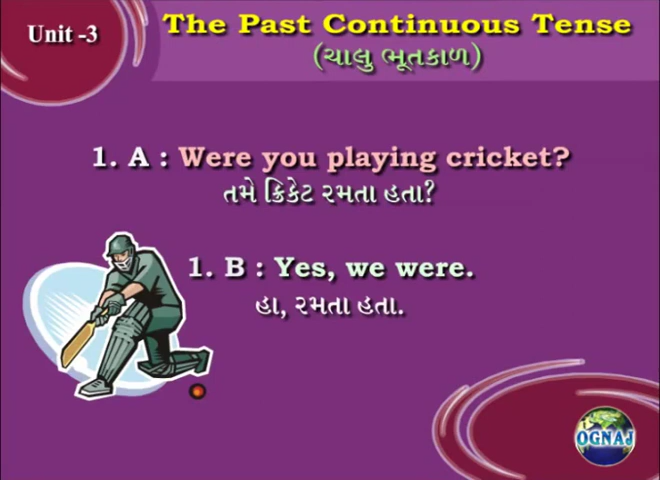 Unit -3
The Past Continuous Tense
(ચાલુ ભૂતકાળ)
1. A : Were you playing cricket?
તમે ક્રિકેટ રમતા હતા?
1. B : Yes, we were.
હા, રમતા હતા.
OGNAJ